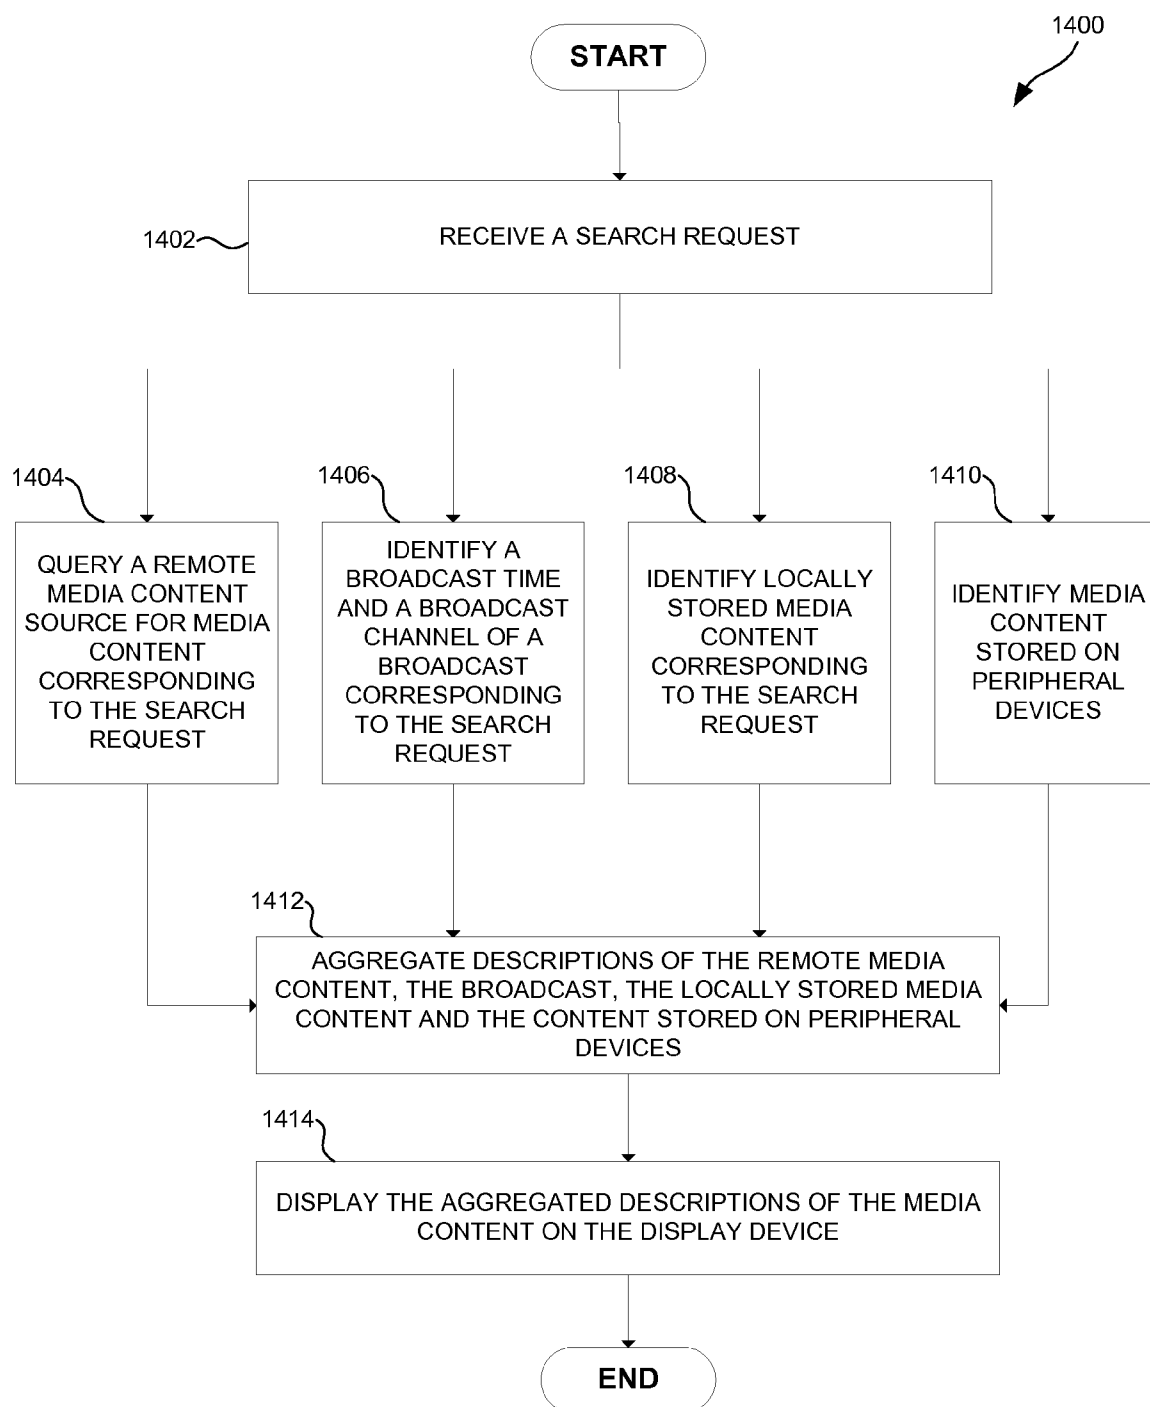 1400
START
1402
RECEIVE A SEARCH REQUEST
1404
QUERY A REMOTE
MEDIA CONTENT
SOURCE FOR MEDIA
CONTENT
CORRESPONDING
TO THE SEARCH
REQUEST
1406
IDENTIFY A
BROADCAST TIME
AND A BROADCAST
CHANNEL OF A
BROADCAST
CORRESPONDING
TO THE SEARCH
REQUEST
1408
IDENTIFY LOCALLY
STORED MEDIA
CONTENT
CORRESPONDING
TO THE SEARCH
REQUEST
1410
IDENTIFY MEDIA
CONTENT
STORED ON
PERIPHERAL
DEVICES
1412
AGGREGATE DESCRIPTIONS OF THE REMOTE MEDIA
CONTENT, THE BROADCAST, THE LOCALLY STORED MEDIA
CONTENT AND THE CONTENT STORED ON PERIPHERAL
DEVICES
1414
DISPLAY THE AGGREGATED DESCRIPTIONS OF THE MEDIA
CONTENT ON THE DISPLAY DEVICE
END